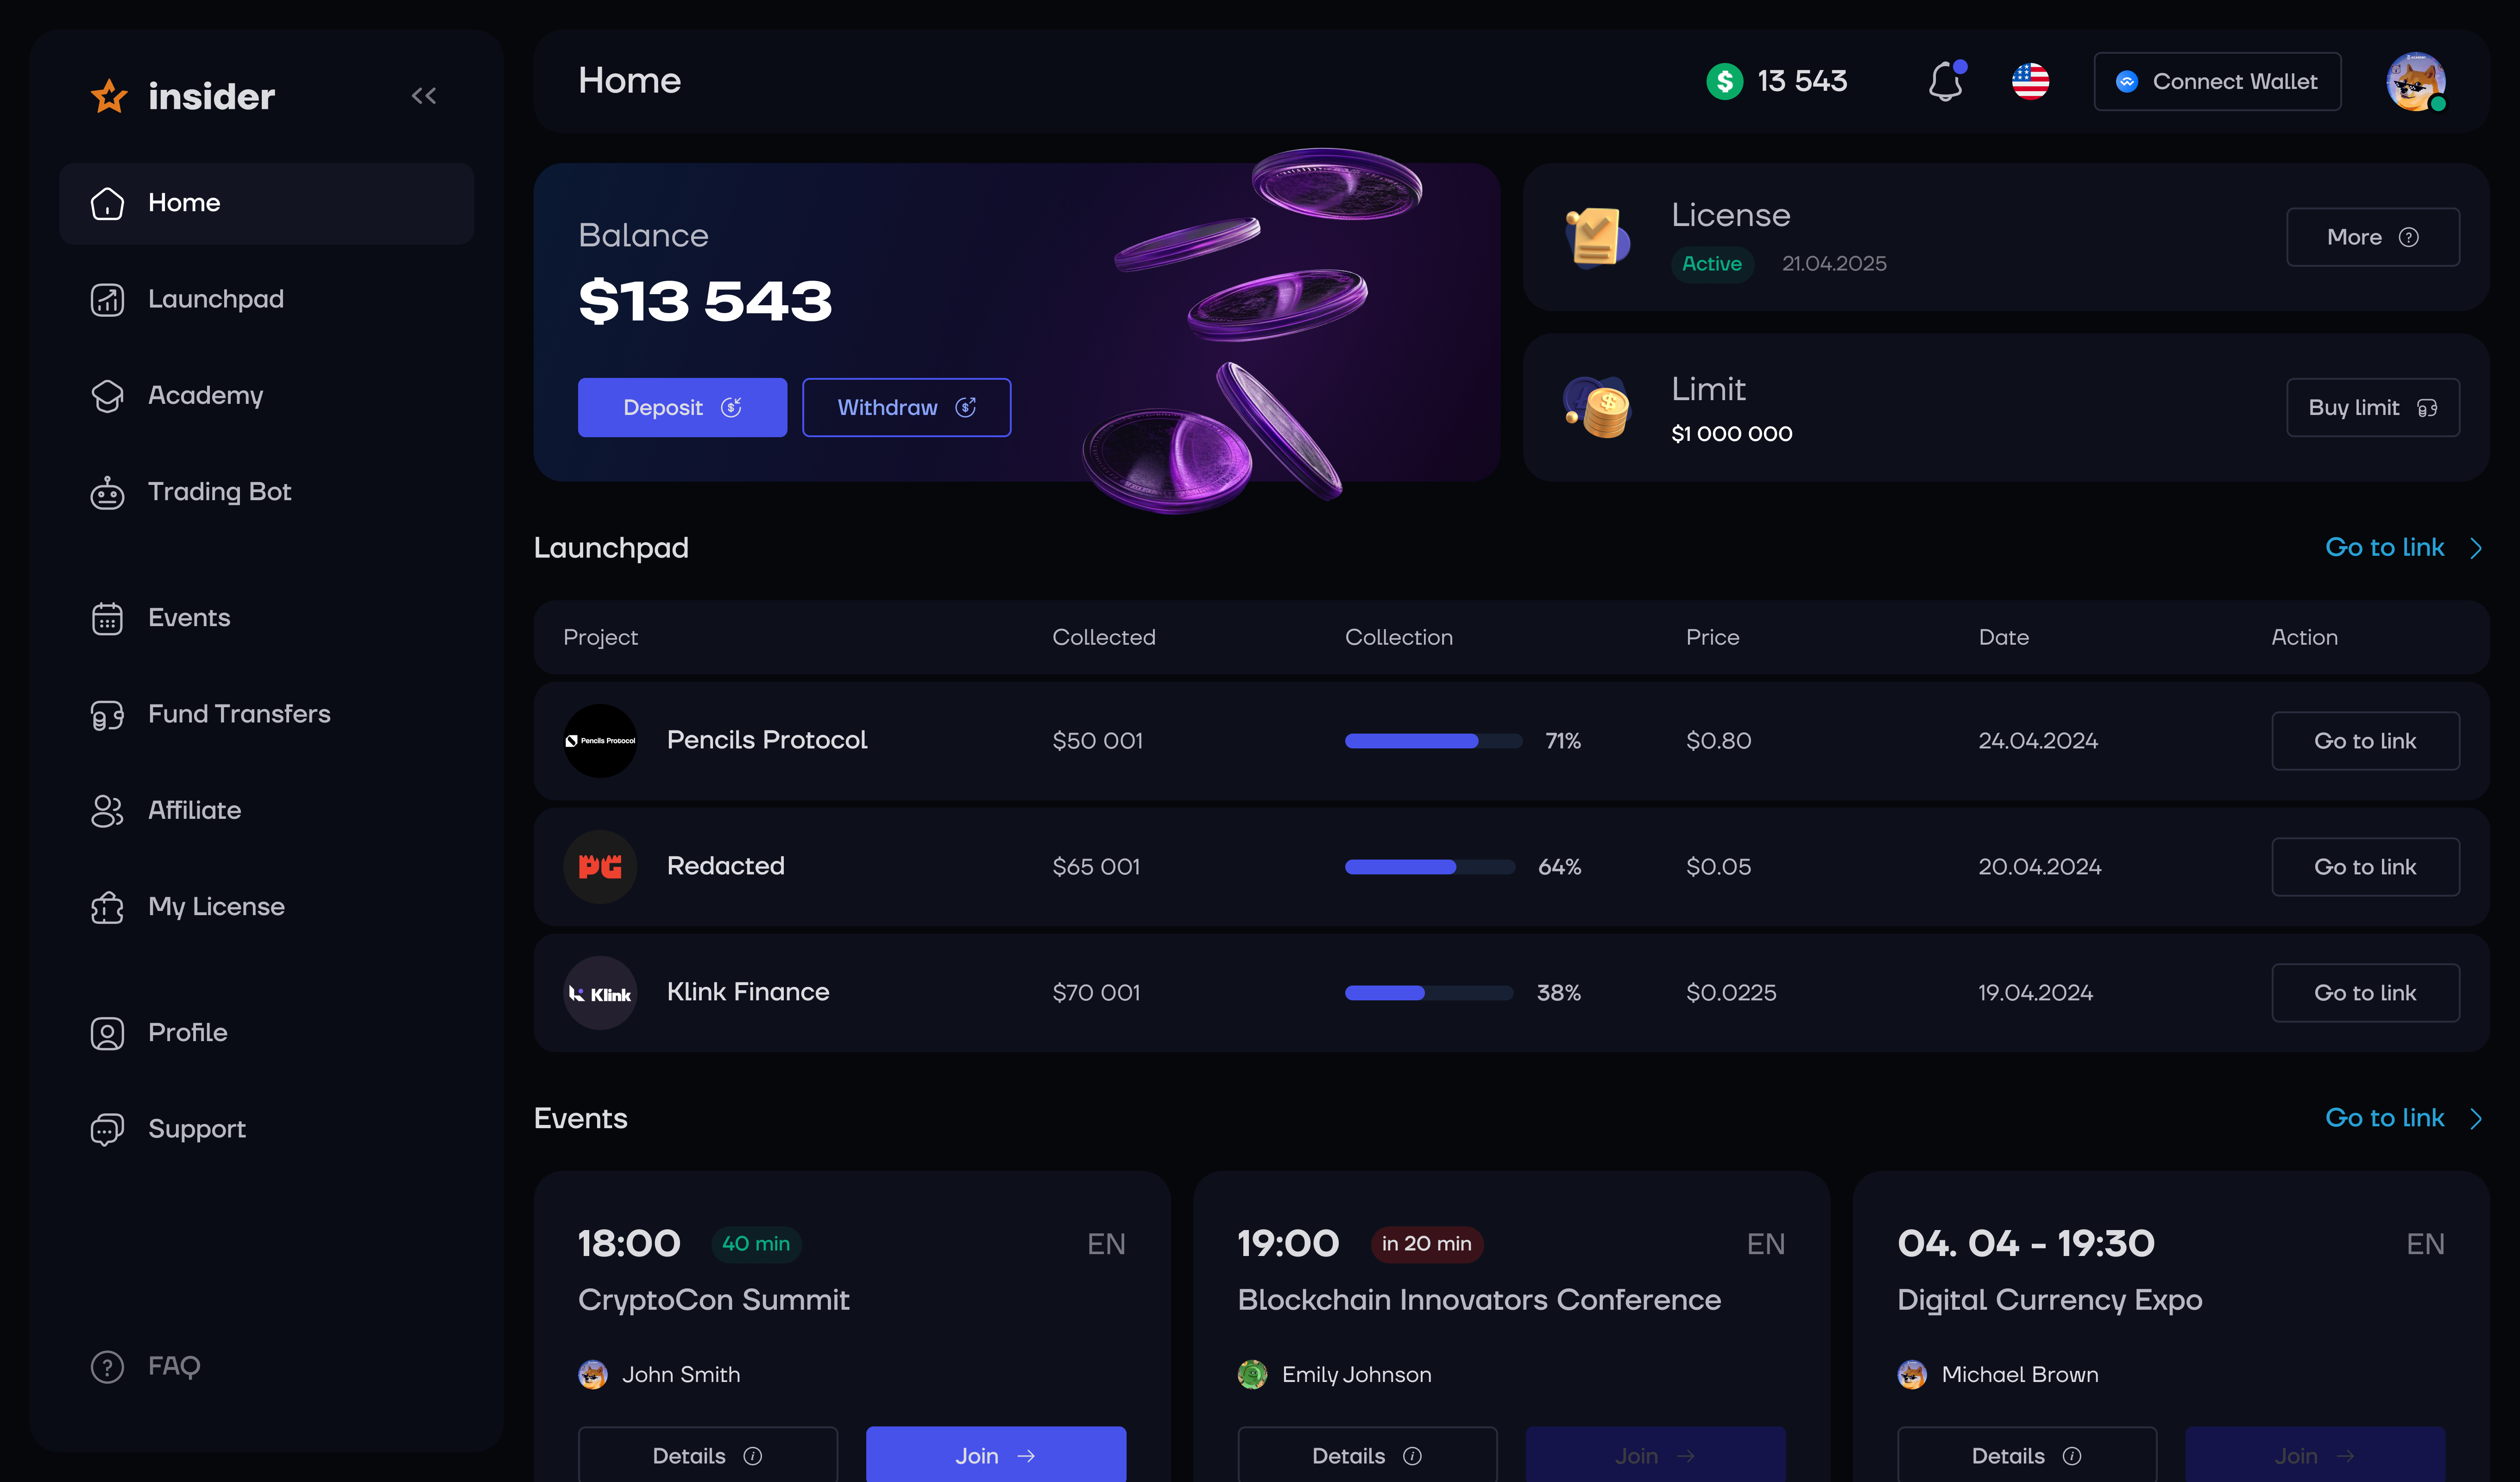 insider
Home
Launchpad
Academy
Trading Bot
Events
Fund Transfers
Affiliate
My License
Profile
Support
FAQ
Home
$ 13 543
Connect Wallet
Balance
$13 543
Deposit
Withdraw
License
Active 21.04.2025
More
Limit
$1 000 000
Buy limit
Launchpad
Go to link
Project Collected Collection Price Date Action
Pencils Protocol Pencils Protocol $50 001 71% $0.80 24.04.2024 Go to link
PG Redacted $65 001 64% $0.05 20.04.2024 Go to link
Klink Klink Finance $70 001 38% $0.0225 19.04.2024 Go to link
Events
Go to link
18:00 40 min EN
CryptoCon Summit
John Smith
Details Join
19:00 in 20 min EN
Blockchain Innovators Conference
Emily Johnson
Details Join
04. 04 - 19:30 EN
Digital Currency Expo
Michael Brown
Details Join